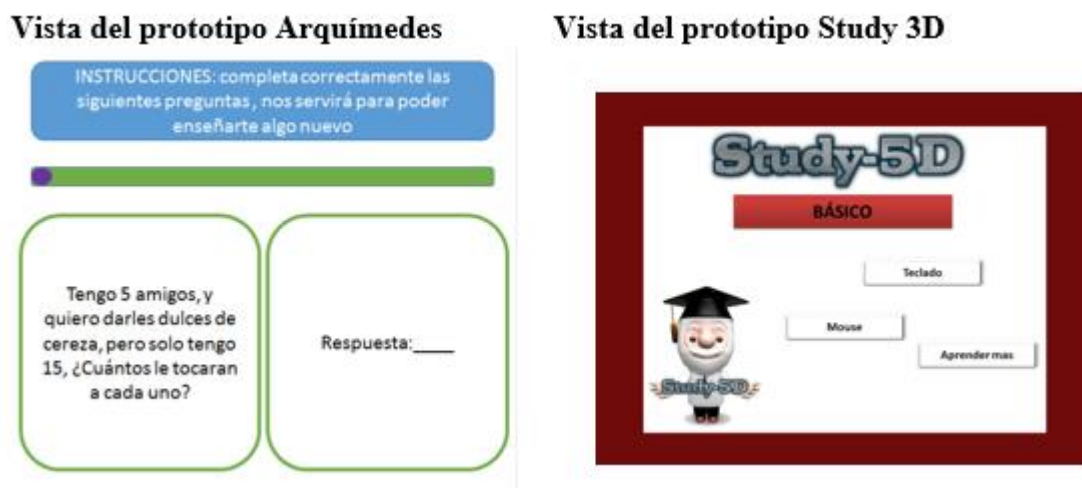 Vista del prototipo Arquímedes
INSTRUCCIONES: completa correctamente las
siguientes preguntas, nos servirá para poder
enseñarte algo nuevo
Tengo 5 amigos, y
quiero darles dulces de
cereza, pero solo tengo
15, ¿Cuántos le tocaran
a cada uno?
Respuesta:____
Vista del prototipo Study 3D
Study-5D
BÁSICO
Teclado
Mouse
Aprender mas
Study-5D